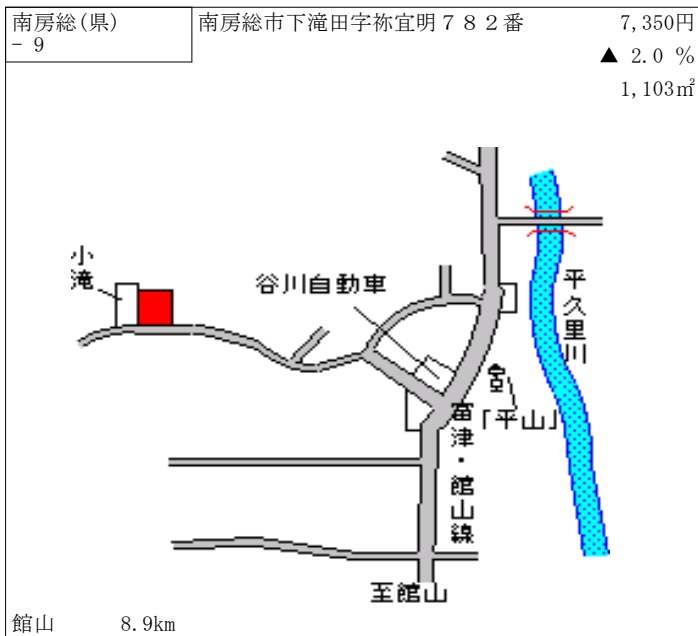 南房総(県)
- 9
南房総市下滝田字祢宜明７８２番
7,350円
▲ 2.0 %
1,103㎡
小滝
谷川自動車
平久里川
「平山」
富津・館山線
至館山
館山 8.9km